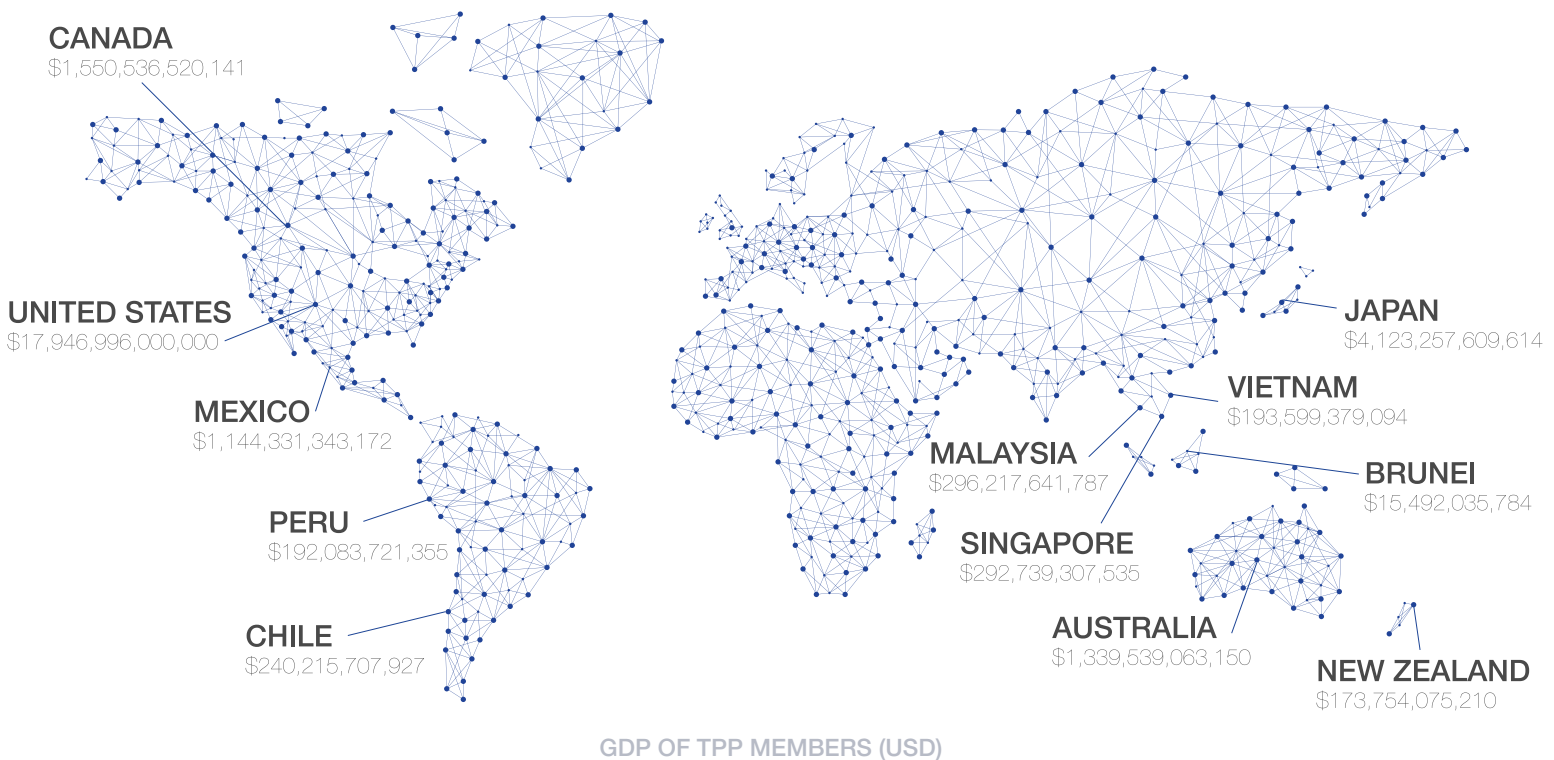 CANADA
$1,550,536,520,141
UNITED STATES
$17,946,996,000,000
MEXICO
$1,144,331,343,172
PERU
$192,083,721,355
CHILE
$240,215,707,927
JAPAN
$4,123,257,609,614
VIETNAM
$193,599,379,094
MALAYSIA
$296,217,641,787
BRUNEI
$15,492,035,784
SINGAPORE
$292,739,307,535
AUSTRALIA
$1,339,539,063,150
NEW ZEALAND
$173,754,075,210
GDP OF TPP MEMBERS (USD)